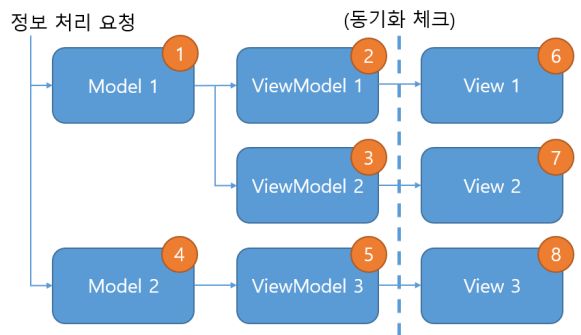 정보 처리 요청
(동기화 체크)
1
Model 1
2
ViewModel 1
6
View 1
3
ViewModel 2
7
View 2
4
Model 2
5
ViewModel 3
8
View 3